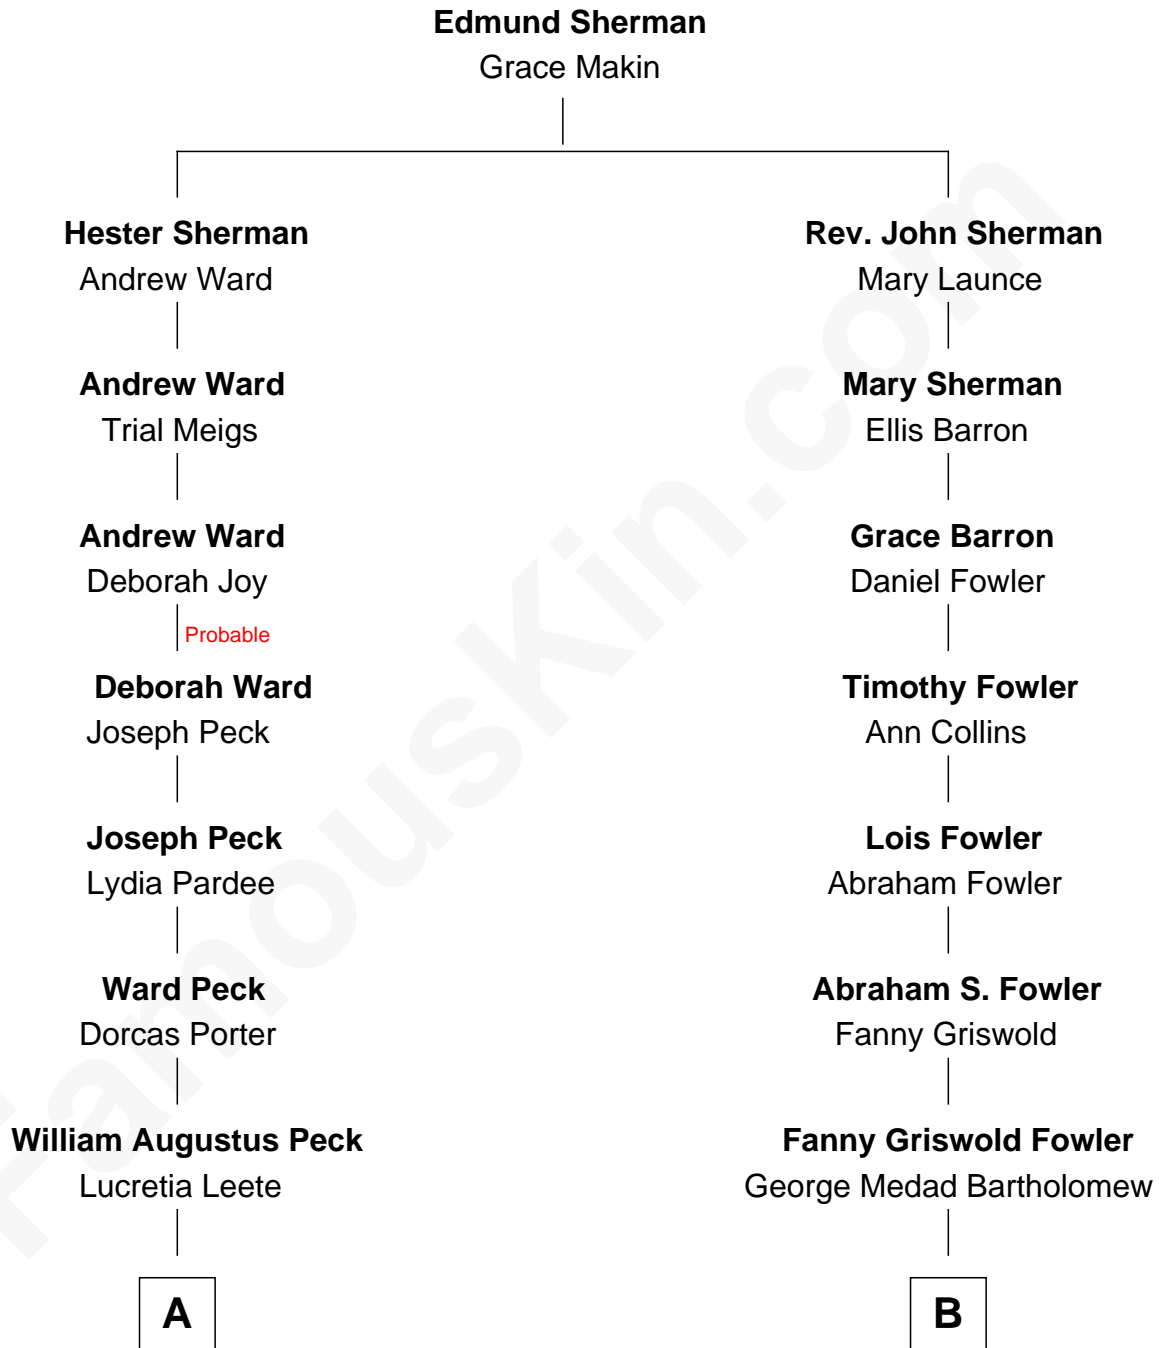 Edmund Sherman
Grace Makin
Hester Sherman
Andrew Ward
Andrew Ward
Trial Meigs
Andrew Ward
Deborah Joy
Probable
Deborah Ward
Joseph Peck
Joseph Peck
Lydia Pardee
Ward Peck
Dorcas Porter
William Augustus Peck
Lucretia Leete
A
Rev. John Sherman
Mary Launce
Mary Sherman
Ellis Barron
Grace Barron
Daniel Fowler
Timothy Fowler
Ann Collins
Lois Fowler
Abraham Fowler
Abraham S. Fowler
Fanny Griswold
Fanny Griswold Fowler
George Medad Bartholomew
B
FamousKin.com